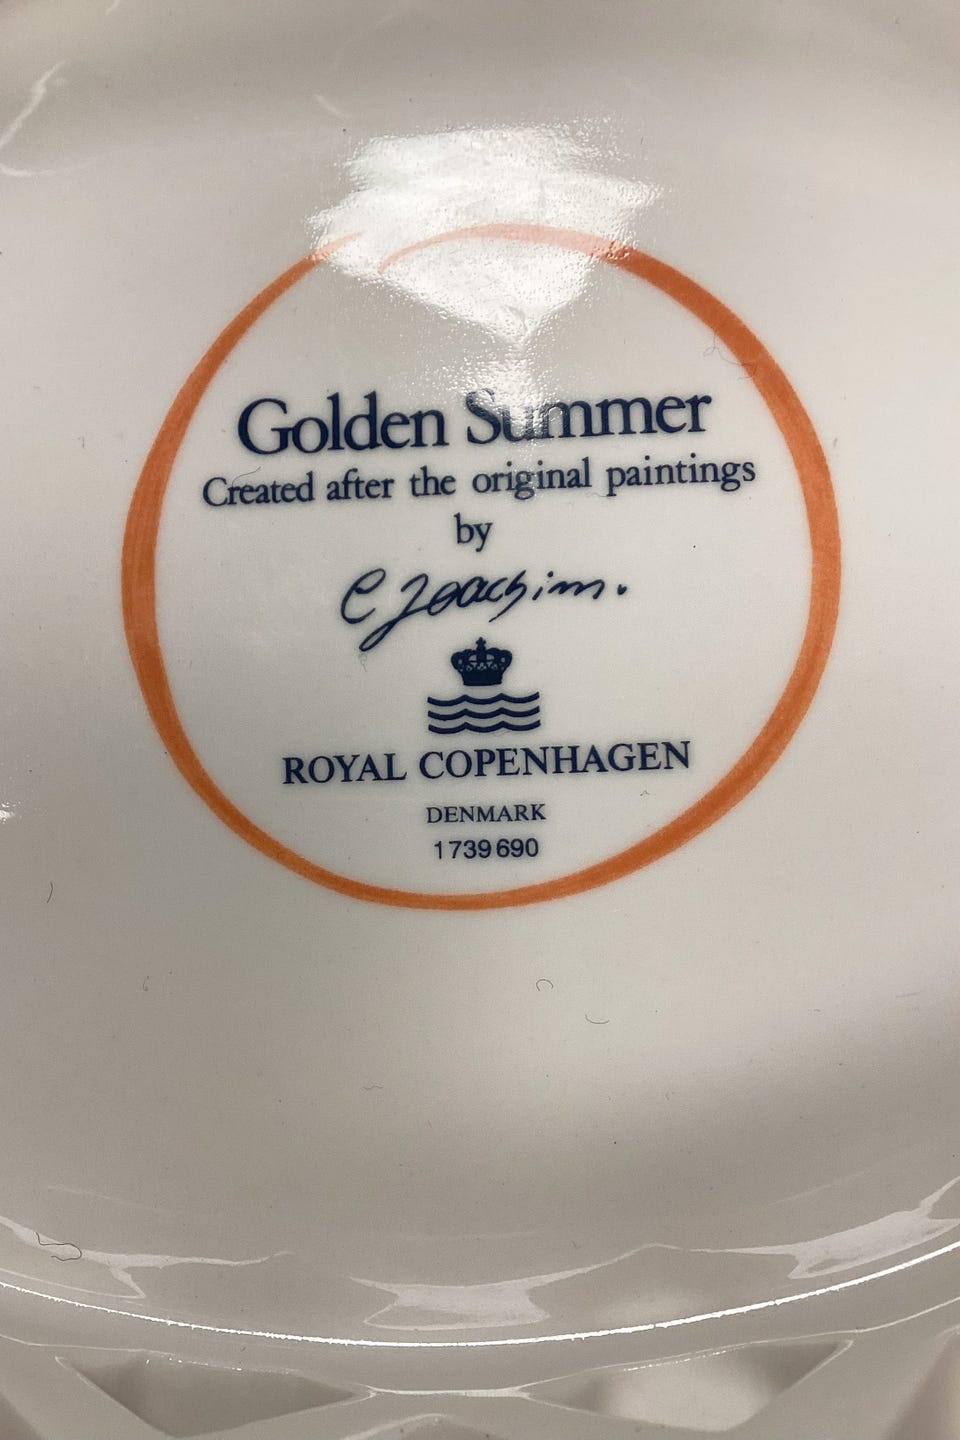 Golden Summer
Created after the original paintings
by
C Joachim.
ROYAL COPENHAGEN
DENMARK
1739690